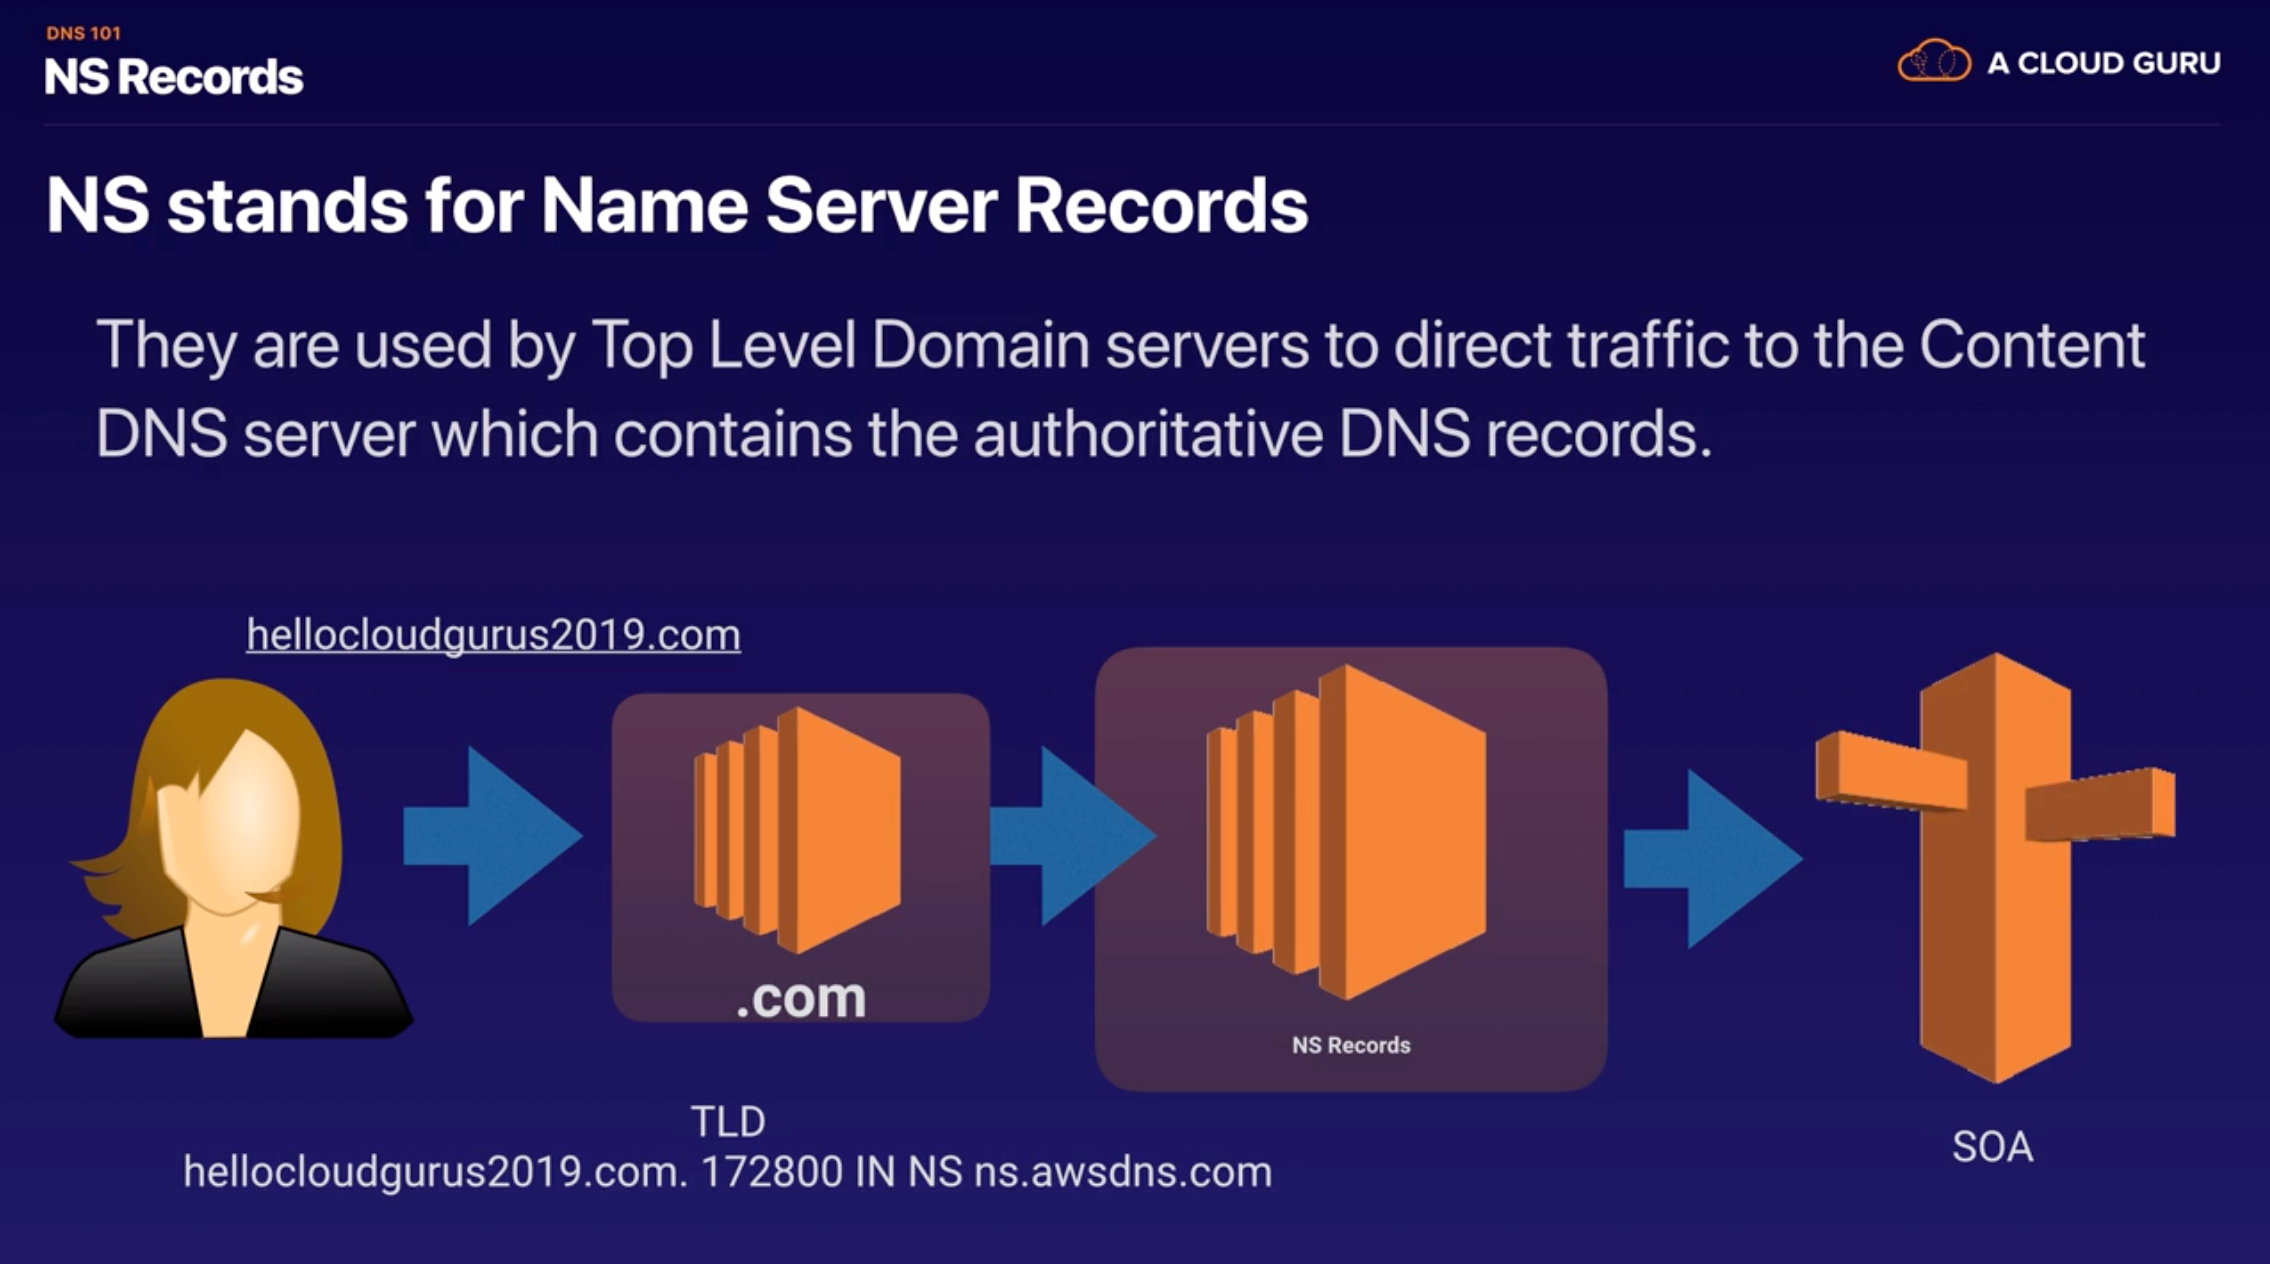 DNS 101
NS Records
A CLOUD GURU
NS stands for Name Server Records
They are used by Top Level Domain servers to direct traffic to the Content
DNS server which contains the authoritative DNS records.
hellocloudgurus2019.com
.com
NS Records
TLD
SOA
hellocloudgurus2019.com. 172800 IN NS ns.awsdns.com